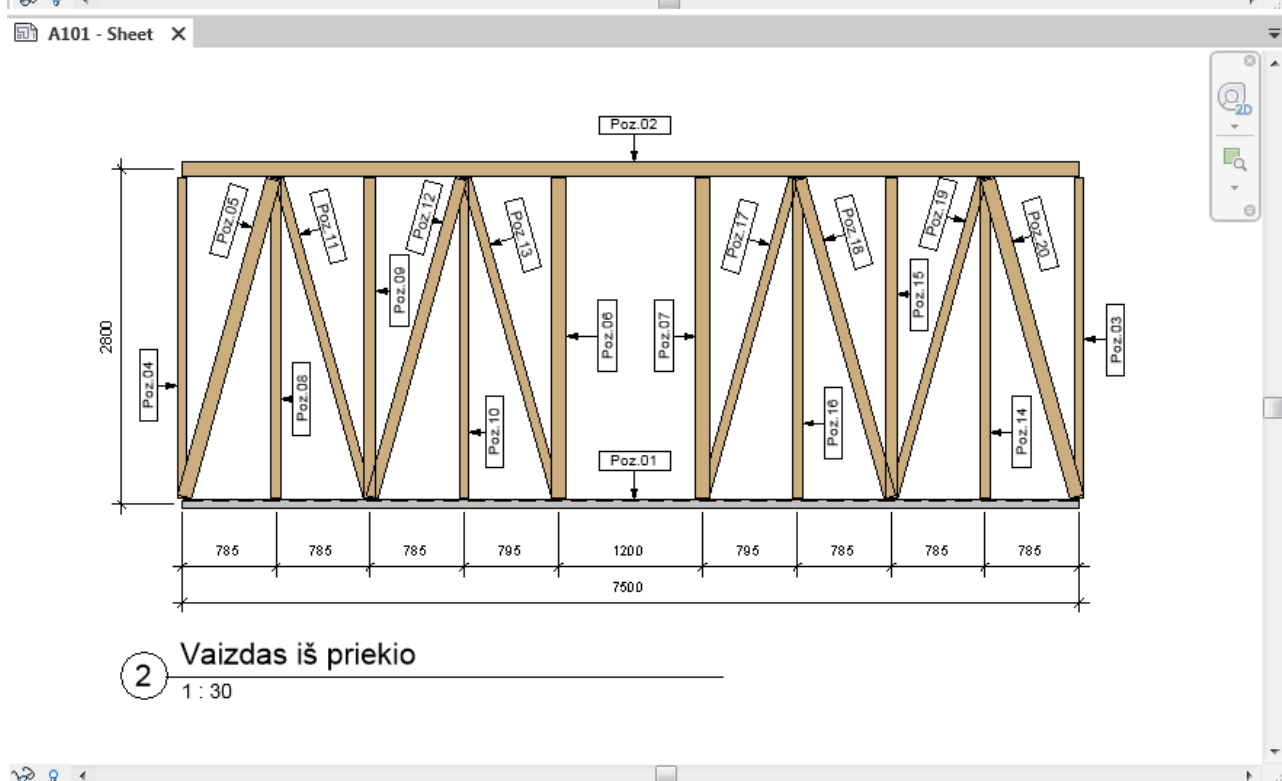 A101 - Sheet X
2D
Poz.02
Poz.05
Poz.11
Poz.12
Poz.13
Poz.17
Poz.18
Poz.19
Poz.20
Poz.09
Poz.15
2800
Poz.04
Poz.08
Poz.06
Poz.07
Poz.03
Poz.10
Poz.16
Poz.14
Poz.01
785 785 785 795 1200 795 785 785 785
7500
2 Vaizdas iš priekio
1 : 30